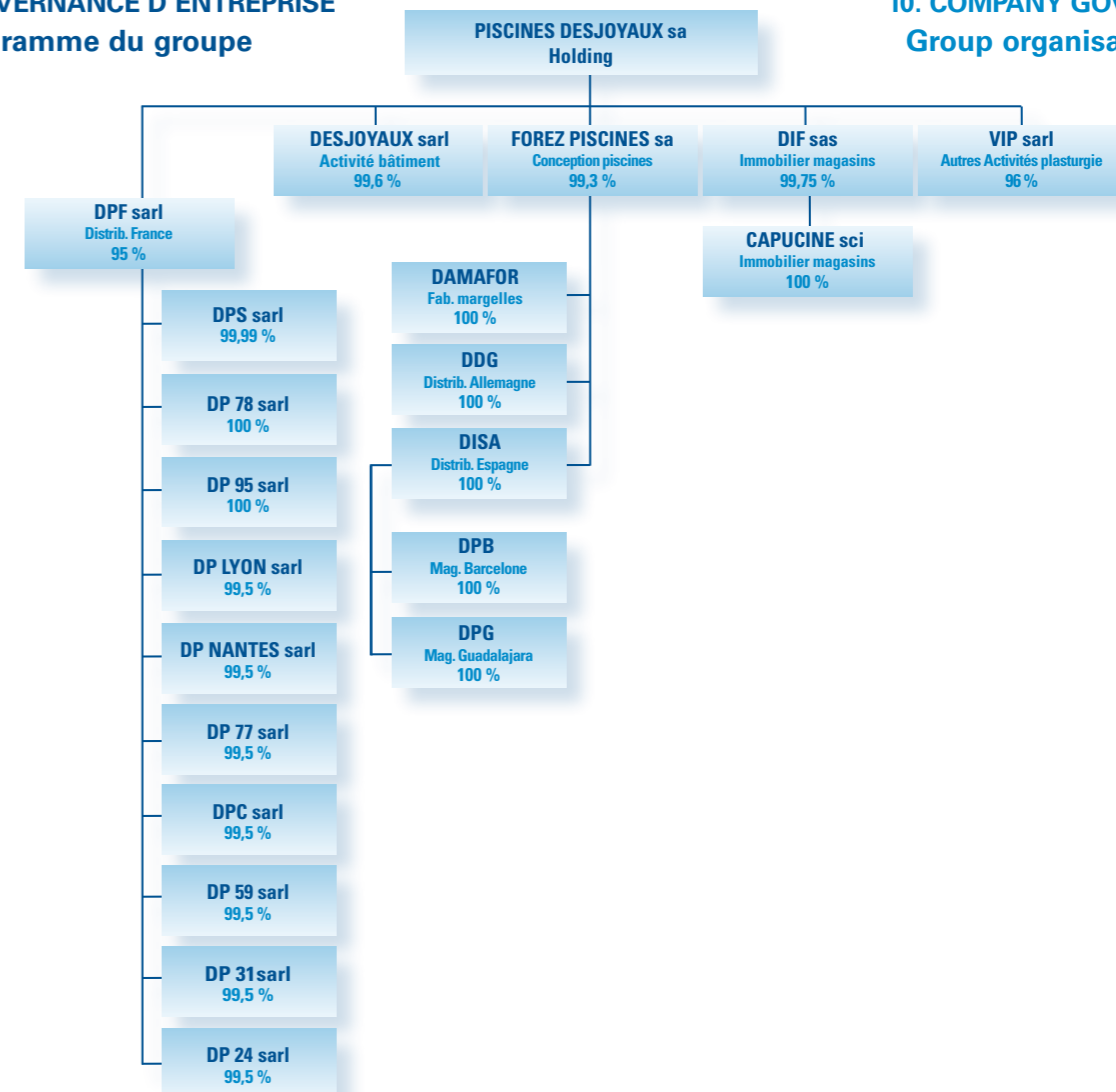 VERNANCE D'ENTREPRISE
ramme du groupe
10. COMPANY GOV
Group organisa
PISCINES DESJOYAUX sa
Holding
DESJOYAUX sarl
Activité bâtiment
99,6 %
FOREZ PISCINES sa
Conception piscines
99,3 %
DIF sas
Immobilier magasins
99,75 %
VIP sarl
Autres Activités plasturgie
96 %
DPF sarl
Distrib. France
95 %
CAPUCINE sci
Immobilier magasins
100 %
DPS sarl
99,99 %
DP 78 sarl
100 %
DP 95 sarl
100 %
DP LYON sarl
99,5 %
DP NANTES sarl
99,5 %
DP 77 sarl
99,5 %
DPC sarl
99,5 %
DP 59 sarl
99,5 %
DP 31 sarl
99,5 %
DP 24 sarl
99,5 %
DAMAFOR
Fab. margelles
100 %
DDG
Distrib. Allemagne
100 %
DISA
Distrib. Espagne
100 %
DPB
Mag. Barcelone
100 %
DPG
Mag. Guadalajara
100 %